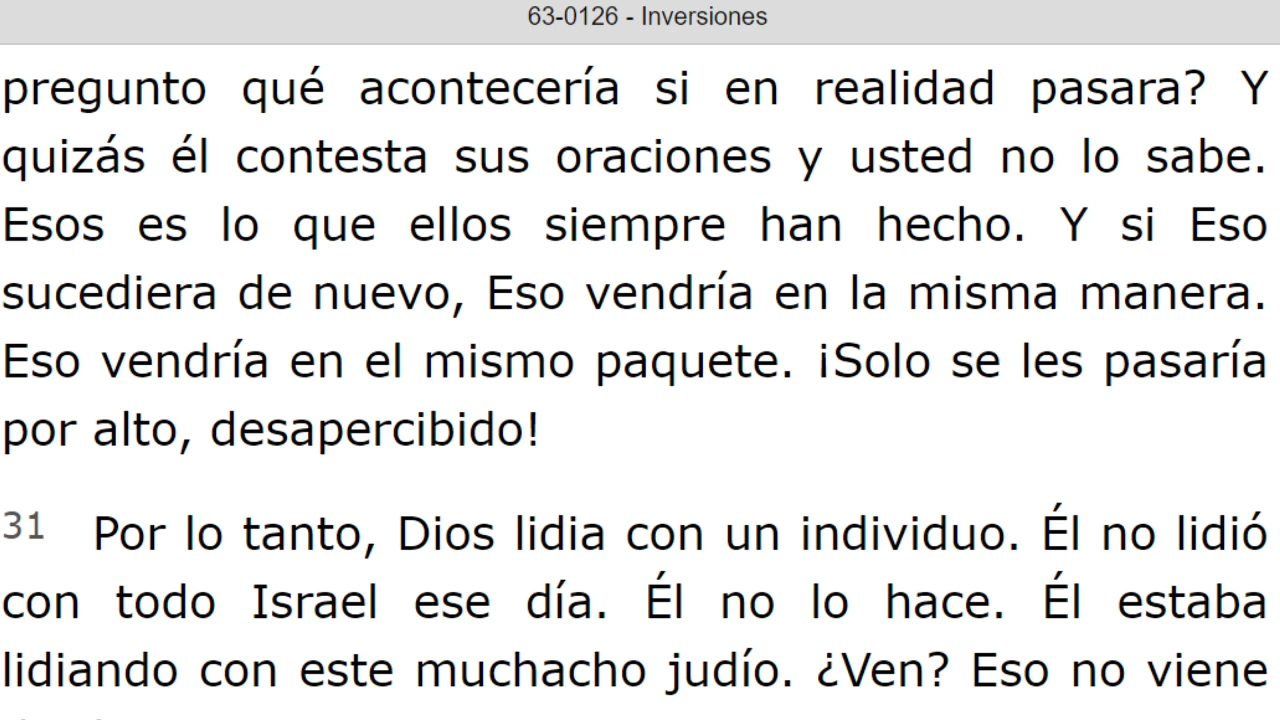 63-0126 - Inversiones
pregunto qué acontecería si en realidad pasara? Y
quizás él contesta sus oraciones y usted no lo sabe.
Esos es lo que ellos siempre han hecho. Y si Eso
sucediera de nuevo, Eso vendría en la misma manera.
Eso vendría en el mismo paquete. ¡Solo se les pasaría
por alto, desapercibido!
31 Por lo tanto, Dios lidia con un individuo. Él no lidió
con todo Israel ese día. Él no lo hace. Él estaba
lidiando con este muchacho judío. ¿Ven? Eso no viene